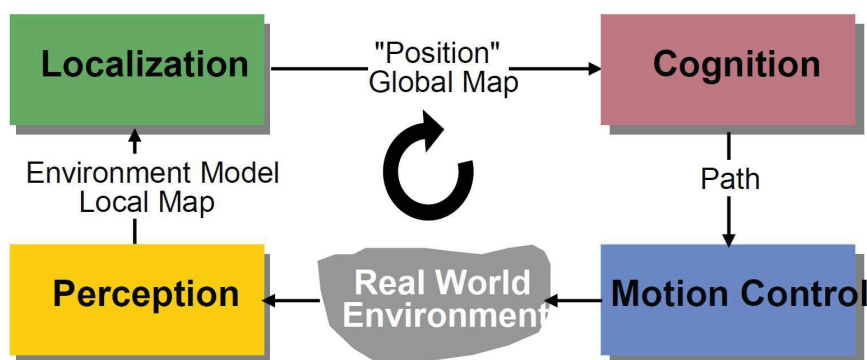 Localization
"Position"
Global Map
Cognition
Environment Model
Local Map
Path
Perception
Real World
Environment
Motion Control